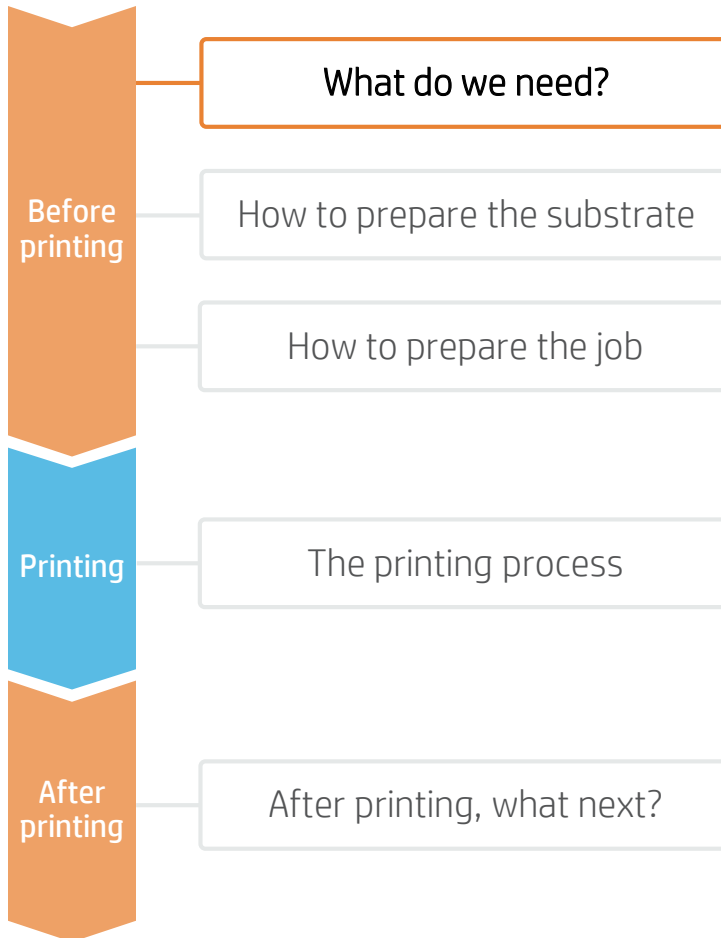 What do we need?
Before
printing
How to prepare the substrate
How to prepare the job
Printing
The printing process
After
printing
After printing, what next?